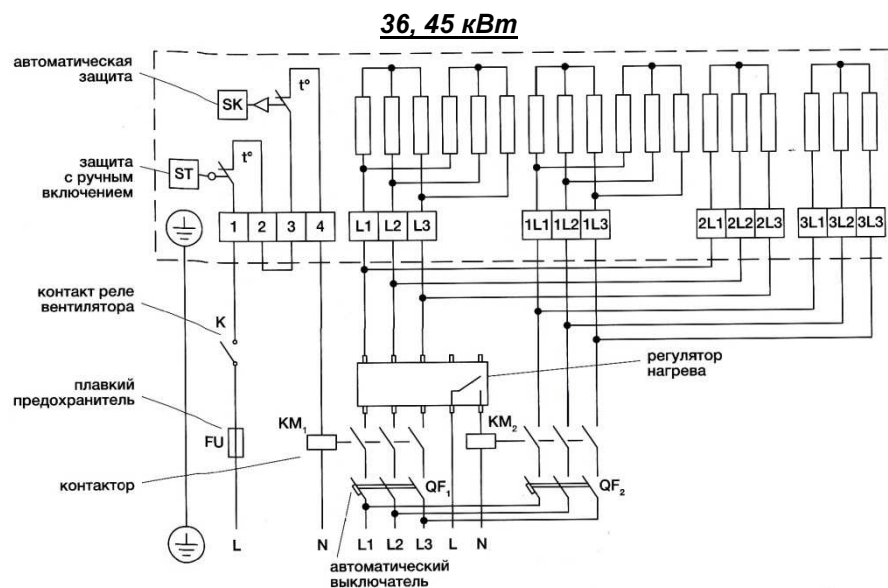 36, 45 кВт
автоматическая
защита
SK
t°
защита
с ручным
включением
ST
t°
1 2 3 4 L1 L2 L3 1L1 1L2 1L3 2L1 2L2 2L3 3L1 3L2 3L3
контакт реле
вентилятора
K
регулятор
нагрева
плавкий
предохранитель
FU
KM1
KM2
контактор
QF1
QF2
L N L1 L2 L3 L N
автоматический
выключатель